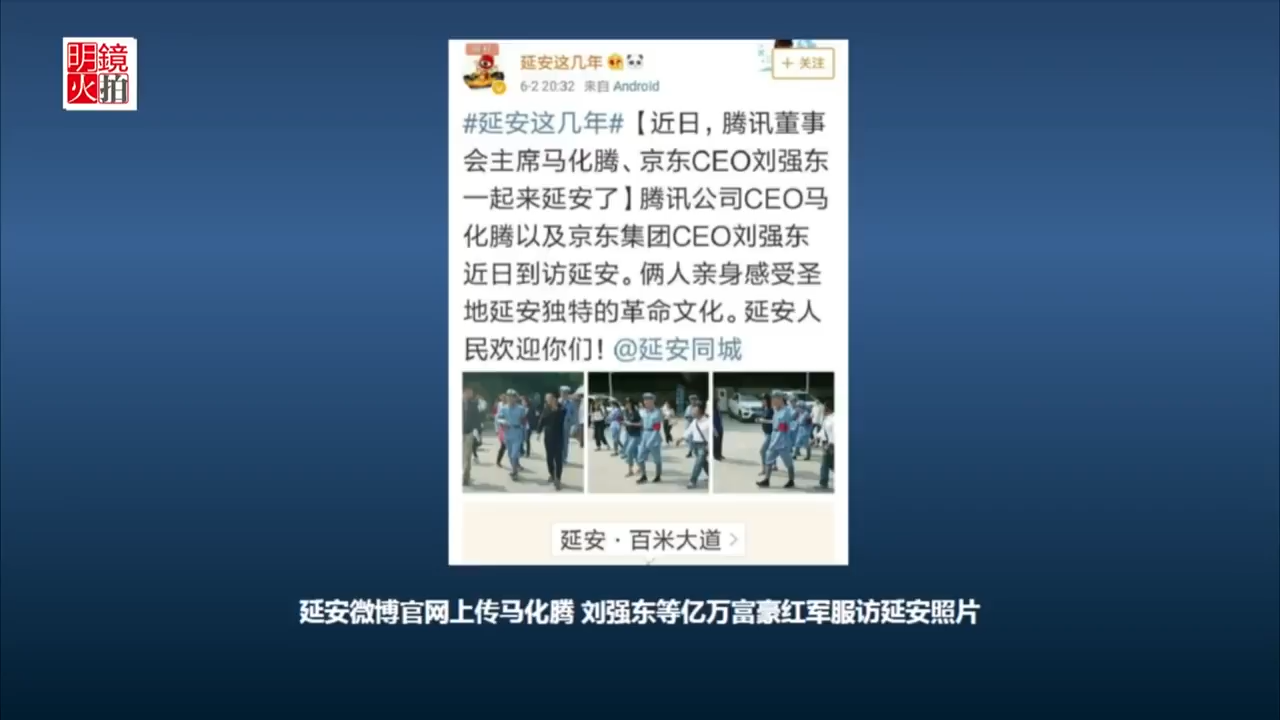 明鏡
火拍
延安这几年
+ 关注
6-2 20:32 来自 Android
#延安这几年#【近日，腾讯董事
会主席马化腾、京东CEO刘强东
一起来延安了】腾讯公司CEO马
化腾以及京东集团CEO刘强东
近日到访延安。俩人亲身感受圣
地延安独特的革命文化。延安人
民欢迎你们！@延安同城
延安·百米大道
延安微博官网上传马化腾 刘强东等亿万富豪红军服访延安照片